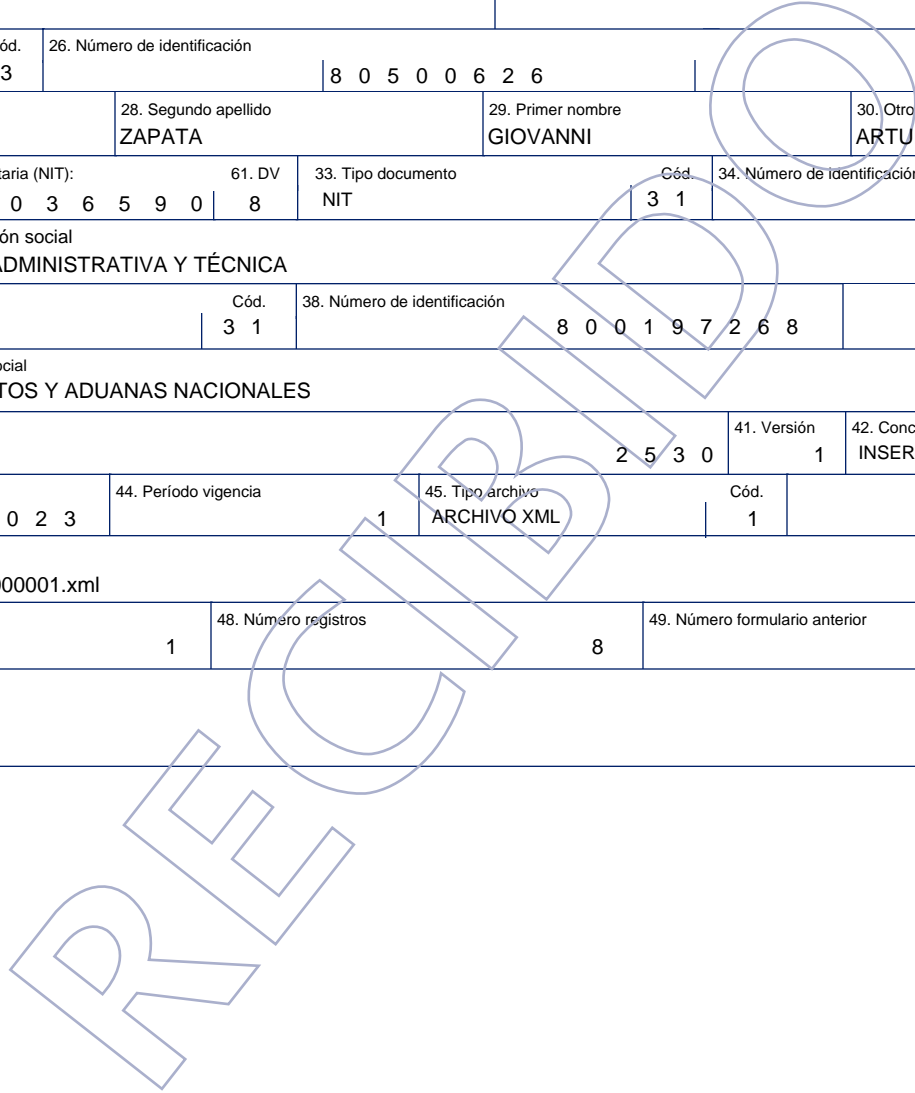 ód. 26. Número de identificación
3 8 0 5 0 0 6 2 6
28. Segundo apellido 29. Primer nombre 30. Otro
ZAPATA GIOVANNI ARTU
taria (NIT): 61. DV 33. Tipo documento Cód. 34. Número de identificación
0 3 6 5 9 0 8 NIT 3 1
ón social
ADMINISTRATIVA Y TÉCNICA
Cód. 38. Número de identificación
3 1 8 0 0 1 9 7 2 6 8
ocial
TOS Y ADUANAS NACIONALES
41. Versión 42. Conc
2 5 3 0 1 INSER
44. Período vigencia 45. Tipo archivo Cód.
0 2 3 1 ARCHIVO XML 1
000001.xml
48. Número registros 49. Número formulario anterior
1 8
RECIBIDO